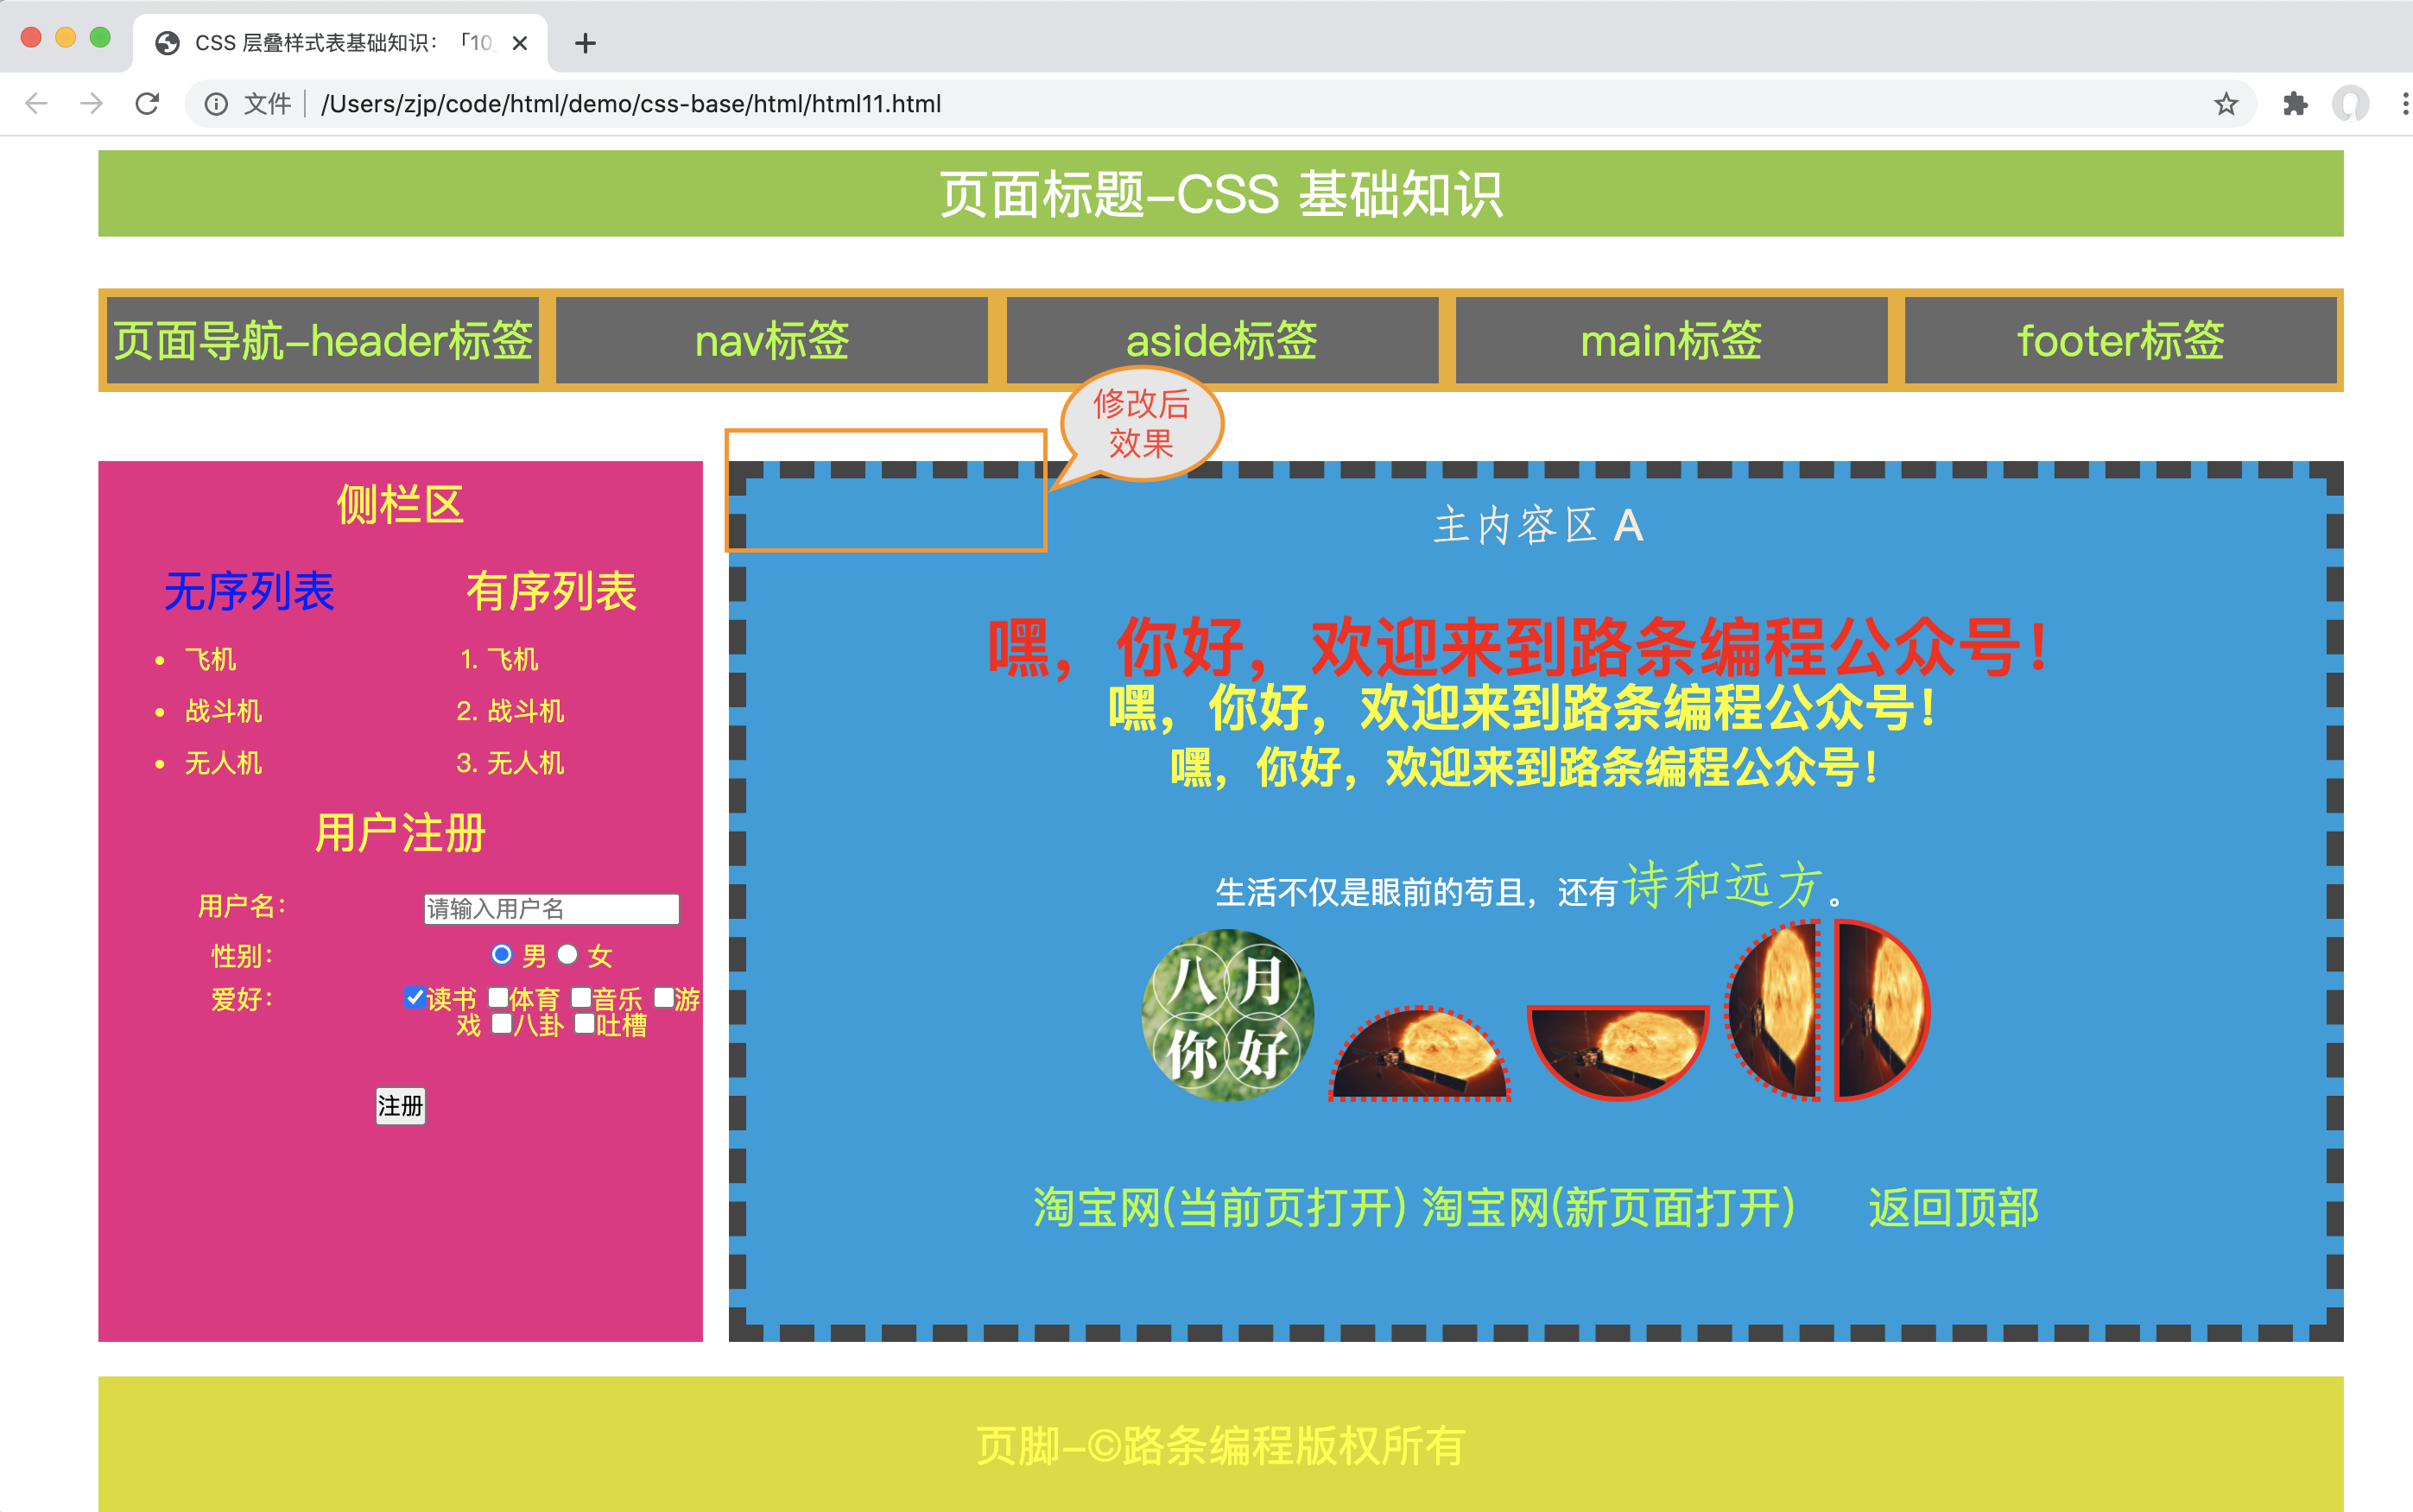 CSS 层叠样式表基础知识：「10_
文件 /Users/zjp/code/html/demo/css-base/html/html11.html
页面标题-CSS 基础知识
页面导航-header标签
nav标签
aside标签
main标签
footer标签
修改后
效果
侧栏区
无序列表
• 飞机
• 战斗机
• 无人机
有序列表
1. 飞机
2. 战斗机
3. 无人机
用户注册
用户名： 请输入用户名
性别： 男 女
爱好： 读书 体育 音乐 游
戏 八卦 吐槽
注册
主内容区 A
嘿，你好，欢迎来到路条编程公众号！
嘿，你好，欢迎来到路条编程公众号！
嘿，你好，欢迎来到路条编程公众号！
生活不仅是眼前的苟且，还有诗和远方。
八月
你好
淘宝网(当前页打开) 淘宝网(新页面打开) 返回顶部
页脚-©路条编程版权所有